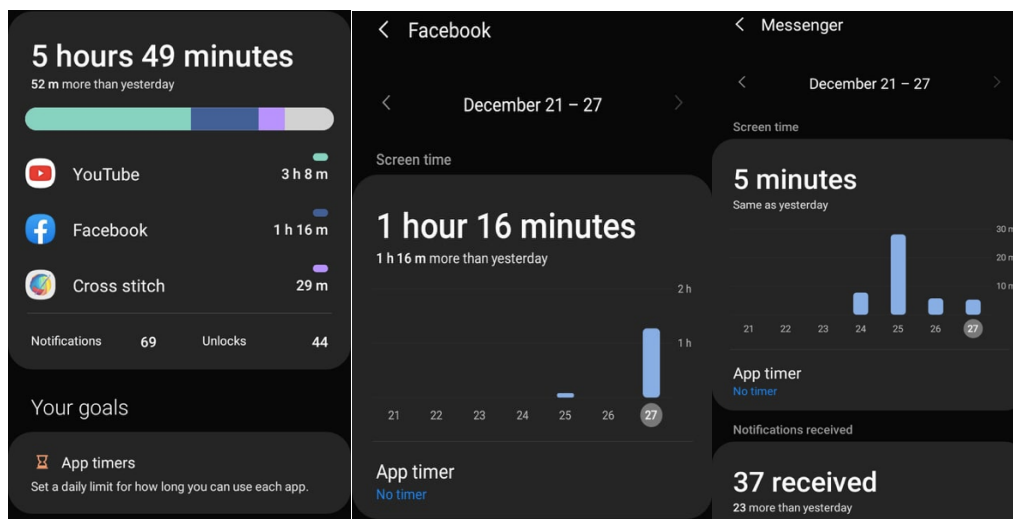 5 hours 49 minutes
52 m more than yesterday
YouTube 3 h 8 m
Facebook 1 h 16 m
Cross stitch 29 m
Notifications 69 Unlocks 44
Your goals
App timers
Set a daily limit for how long you can use each app.
Facebook
December 21 – 27
Screen time
1 hour 16 minutes
1 h 16 m more than yesterday
2 h
1 h
21 22 23 24 25 26 27
App timer
No timer
Messenger
December 21 – 27
Screen time
5 minutes
Same as yesterday
30 m
20 m
10 m
21 22 23 24 25 26 27
App timer
No timer
Notifications received
37 received
23 more than yesterday